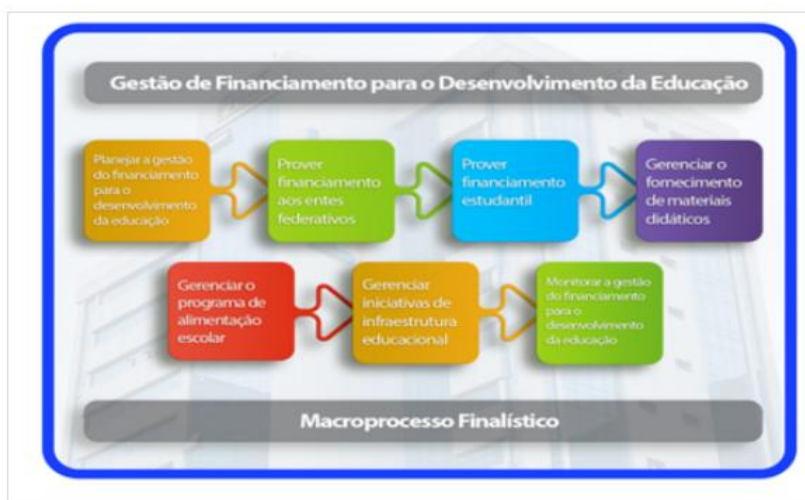 Gestão de Financiamento para o Desenvolvimento da Educação
Planejar a gestão
do financiamento
para o
desenvolvimento
da educação
Prover
financiamento
aos entes
federativos
Prover
financiamento
estudantil
Gerenciar o
fornecimento
de materiais
didáticos
Gerenciar o
programa de
alimentação
escolar
Gerenciar
iniciativas de
infraestrutura
educacional
Monitorar a gestão
do financiamento
para o
desenvolvimento
da educação
Macroprocesso Finalístico